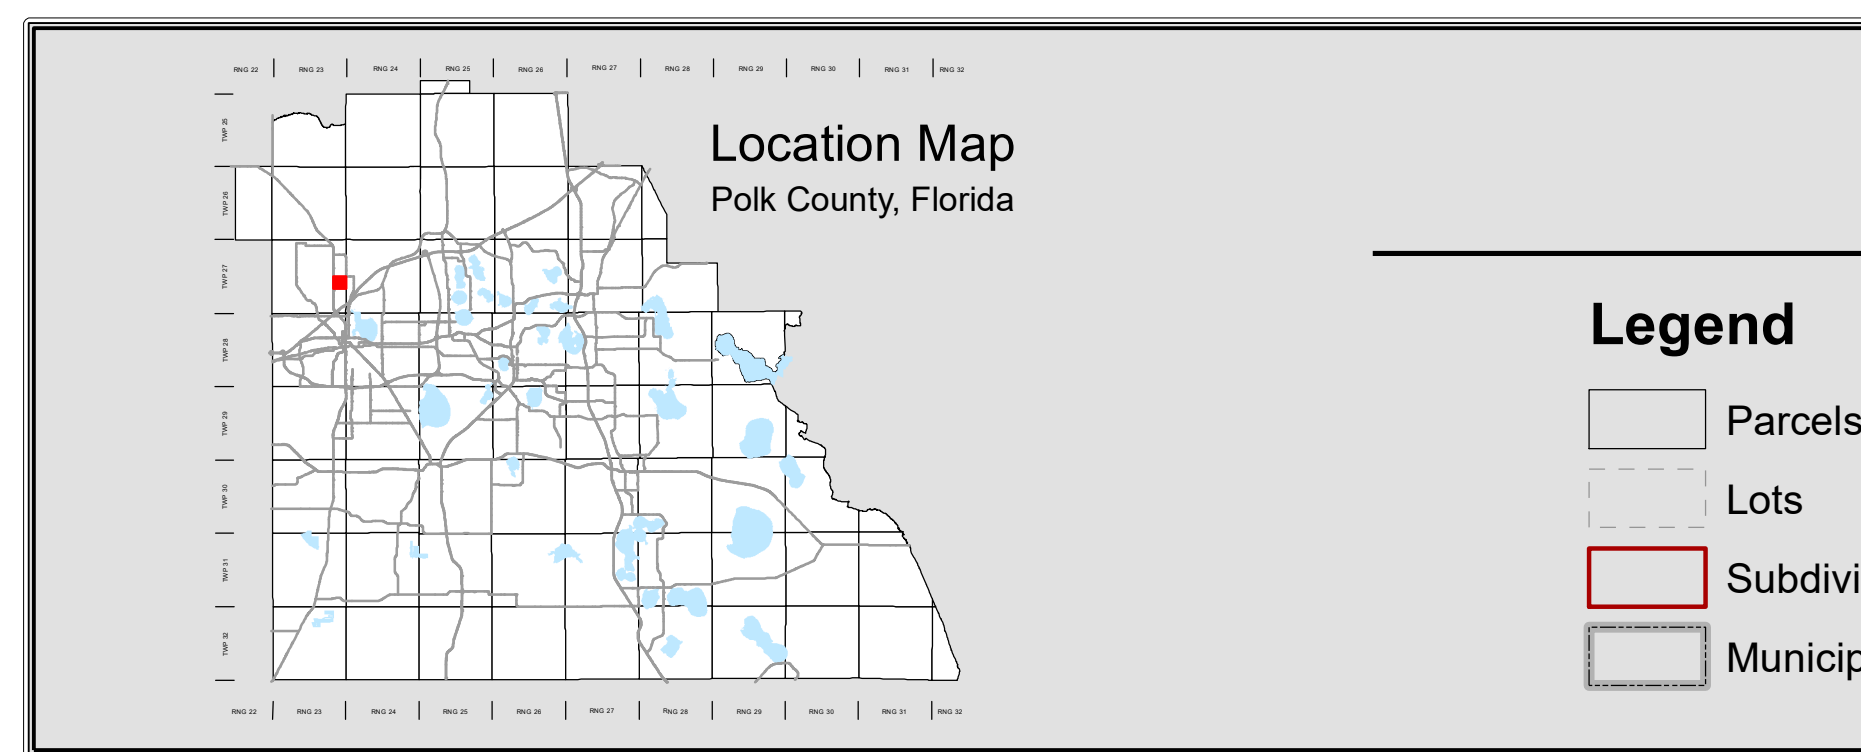 RNG 22 RNG 23 RNG 24 RNG 25 RNG 26 RNG 27 RNG 28 RNG 29 RNG 30 RNG 31 RNG 32
TWP 25
TWP 26
TWP 27
TWP 28
TWP 29
TWP 30
TWP 31
TWP 32
Location Map
Polk County, Florida
RNG 22 RNG 23 RNG 24 RNG 25 RNG 26 RNG 27 RNG 28 RNG 29 RNG 30 RNG 31 RNG 32
Legend
Parcels
Lots
Subdivi
Municip